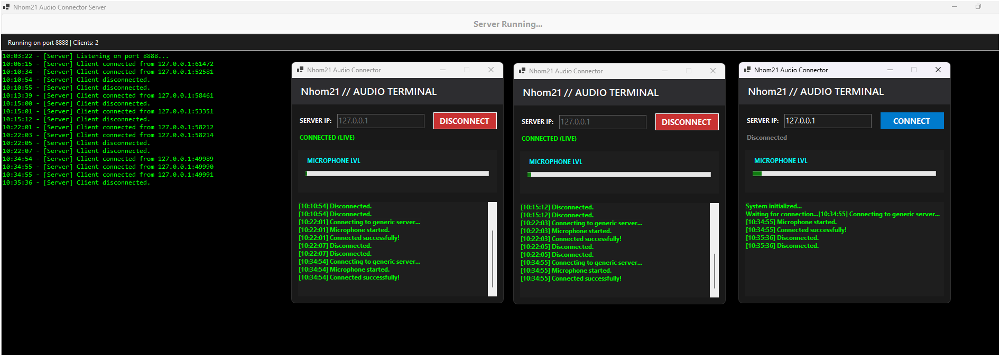 Nhom21 Audio Connector Server
Server Running...
Running on port 8888 | Clients: 2
10:03:22 - [Server] Listening on port 8888...
10:06:15 - [Server] Client connected from 127.0.0.1:61472
10:10:34 - [Server] Client connected from 127.0.0.1:52581
10:10:54 - [Server] Client disconnected.
10:10:55 - [Server] Client disconnected.
10:13:39 - [Server] Client connected from 127.0.0.1:58461
10:15:00 - [Server] Client disconnected.
10:15:01 - [Server] Client connected from 127.0.0.1:53351
10:15:12 - [Server] Client disconnected.
10:22:01 - [Server] Client connected from 127.0.0.1:58212
10:22:03 - [Server] Client connected from 127.0.0.1:58214
10:22:05 - [Server] Client disconnected.
10:22:07 - [Server] Client disconnected.
10:34:54 - [Server] Client connected from 127.0.0.1:49989
10:34:55 - [Server] Client connected from 127.0.0.1:49990
10:34:55 - [Server] Client connected from 127.0.0.1:49991
10:35:36 - [Server] Client disconnected.
Nhom21 Audio Connector
Nhom21 // AUDIO TERMINAL
SERVER IP: 127.0.0.1 DISCONNECT
CONNECTED (LIVE)
MICROPHONE LVL
[10:10:54] Disconnected.
[10:10:54] Disconnected.
[10:22:01] Connecting to generic server...
[10:22:01] Microphone started.
[10:22:01] Connected successfully!
[10:22:07] Disconnected.
[10:22:07] Disconnected.
[10:34:54] Connecting to generic server...
[10:34:54] Microphone started.
[10:34:54] Connected successfully!
Nhom21 Audio Connector
Nhom21 // AUDIO TERMINAL
SERVER IP: 127.0.0.1 DISCONNECT
CONNECTED (LIVE)
MICROPHONE LVL
[10:15:12] Disconnected.
[10:15:12] Disconnected.
[10:22:03] Connecting to generic server...
[10:22:03] Microphone started.
[10:22:03] Connected successfully!
[10:22:05] Disconnected.
[10:22:05] Disconnected.
[10:34:55] Connecting to generic server...
[10:34:55] Microphone started.
[10:34:55] Connected successfully!
Nhom21 Audio Connector
Nhom21 // AUDIO TERMINAL
SERVER IP: 127.0.0.1 CONNECT
Disconnected
MICROPHONE LVL
System initialized...
Waiting for connection...[10:34:55] Connecting to generic server...
[10:34:55] Microphone started.
[10:34:55] Connected successfully!
[10:35:36] Disconnected.
[10:35:36] Disconnected.